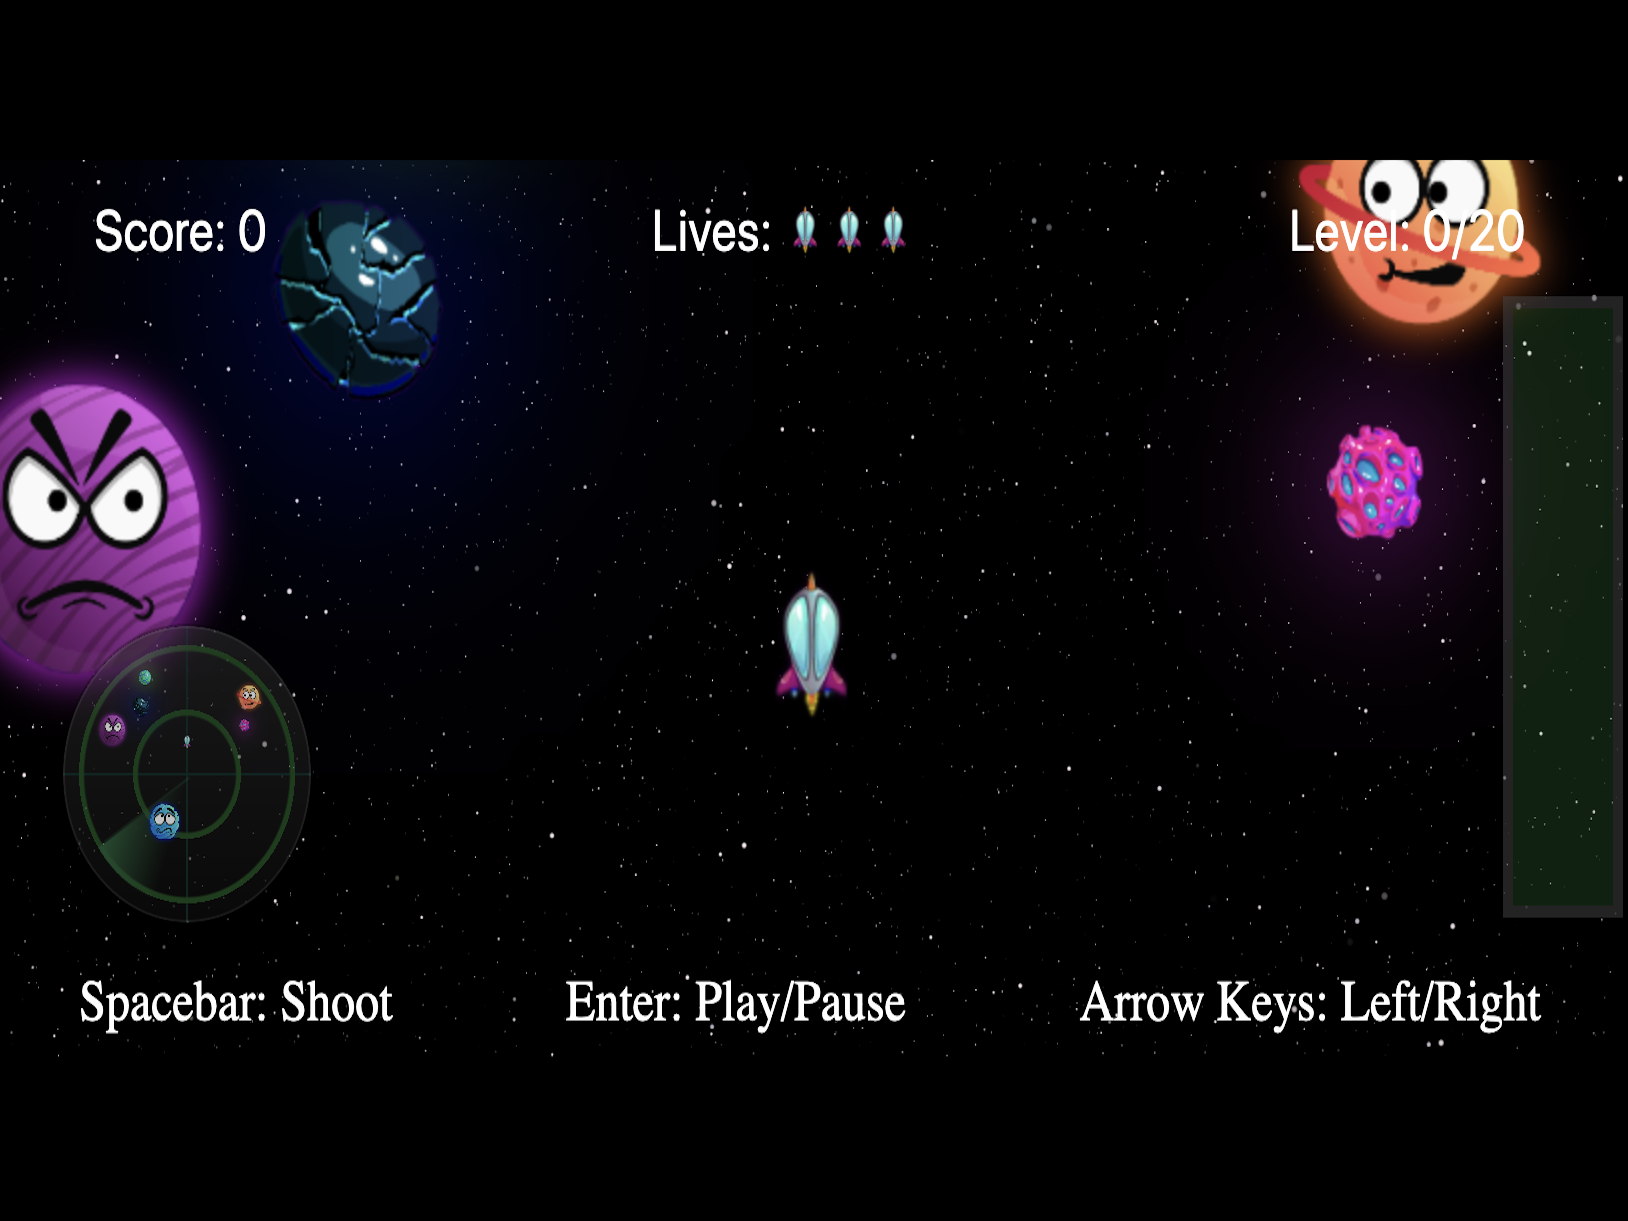 Score: 0
Lives:
Level: 0/20
Spacebar: Shoot
Enter: Play/Pause
Arrow Keys: Left/Right